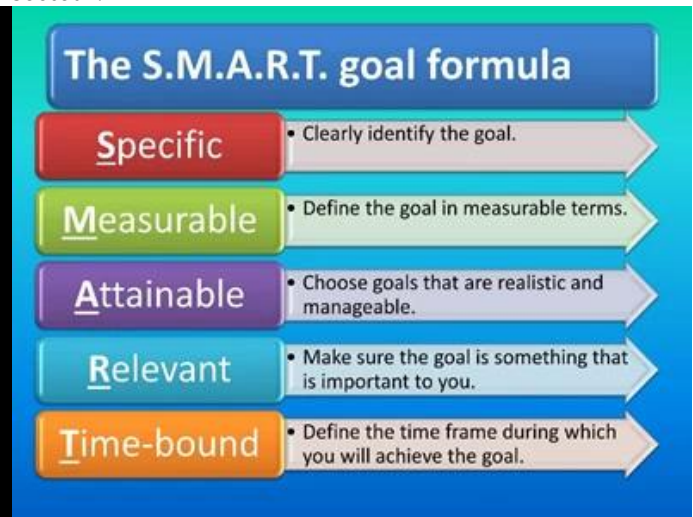 The S.M.A.R.T. goal formula
Specific
• Clearly identify the goal.
Measurable
• Define the goal in measurable terms.
Attainable
• Choose goals that are realistic and
manageable.
Relevant
• Make sure the goal is something that
is important to you.
Time-bound
• Define the time frame during which
you will achieve the goal.